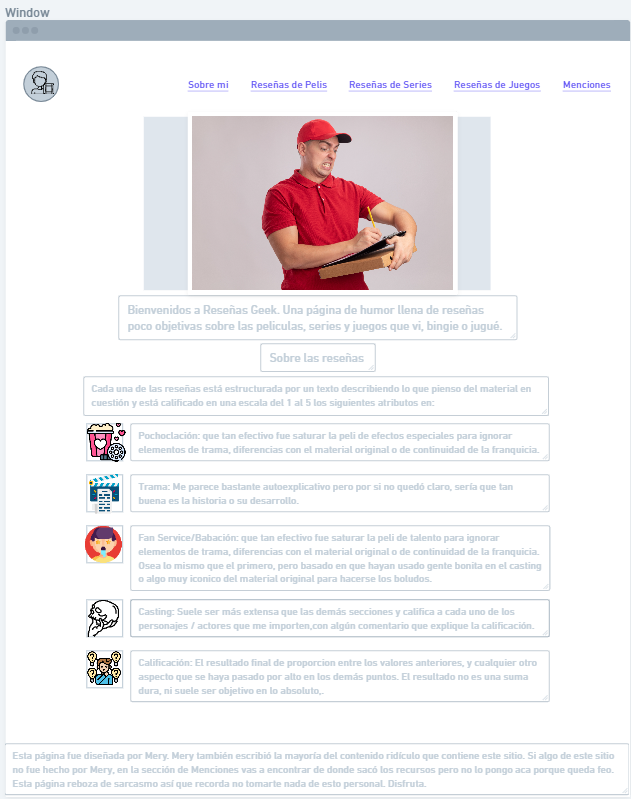 Window
Sobre mi
Reseñas de Pelis
Reseñas de Series
Reseñas de Juegos
Menciones
Bienvenidos a Reseñas Geek. Una página de humor llena de reseñas
poco objetivas sobre las peliculas, series y juegos que vi, bingie o jugué.
Sobre las reseñas
Cada una de las reseñas está estructurada por un texto describiendo lo que pienso del material en
cuestión y está calificado en una escala del 1 al 5 los siguientes atributos en:
Pochoclación: que tan efectivo fue saturar la peli de efectos especiales para ignorar
elementos de trama, diferencias con el material original o de continuidad de la franquicia.
Trama: Me parece bastante autoexplicativo pero por si no quedó claro, sería que tan
buena es la historia o su desarrollo.
Fan Service/Babación: que tan efectivo fue saturar la peli de talento para ignorar
elementos de trama, diferencias con el material original o de continuidad de la franquicia.
Osea lo mismo que el primero, pero basado en que hayan usado gente bonita en el casting
o algo muy iconico del material original para hacerse los boludos.
Casting: Suele ser más extensa que las demás secciones y califica a cada uno de los
personajes / actores que me importen,con algún comentario que explique la calificación.
Calificación: El resultado final de proporcion entre los valores anteriores, y cualquier otro
aspecto que se haya pasado por alto en los demás puntos. El resultado no es una suma
dura, ni suele ser objetivo en lo absoluto,.
Esta página fue diseñada por Mery. Mery también escribió la mayoría del contenido ridículo que contiene este sitio. Si algo de este sitio
no fue hecho por Mery, en la sección de Menciones vas a encontrar de donde sacó los recursos pero no lo pongo aca porque queda feo.
Esta página reboza de sarcasmo así que recorda no tomarte nada de esto personal. Disfruta.